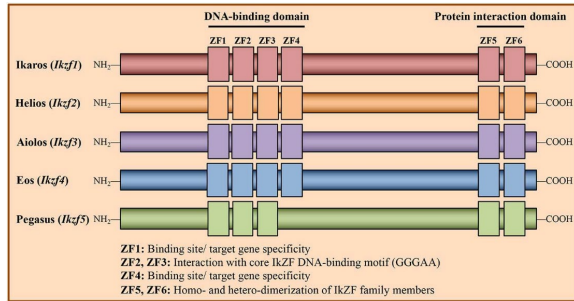 DNA-binding domain Protein interaction domain
ZF1 ZF2 ZF3 ZF4 ZF5 ZF6
Ikaros (Ikzf1) NH₂ COOH
Helios (Ikzf2) NH₂ COOH
Aiolos (Ikzf3) NH₂ COOH
Eos (Ikzf4) NH₂ COOH
Pegasus (Ikzf5) NH₂ COOH
ZF1: Binding site/ target gene specificity
ZF2, ZF3: Interaction with core IkZF DNA-binding motif (GGGAA)
ZF4: Binding site/ target gene specificity
ZF5, ZF6: Homo- and hetero-dimerization of IkZF family members